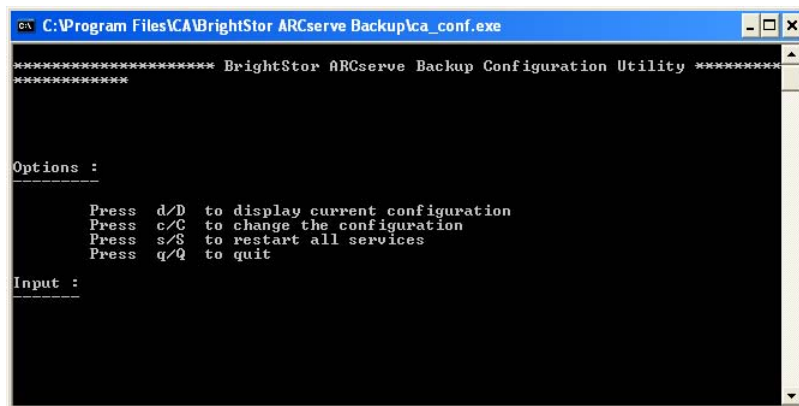 C:\Program Files\CA\BrightStor ARCserve Backup\ca_conf.exe
********************* BrightStor ARCserve Backup Configuration Utility *********
************
Options :
---------
Press d/D to display current configuration
Press c/C to change the configuration
Press s/S to restart all services
Press q/Q to quit
Input :
-------